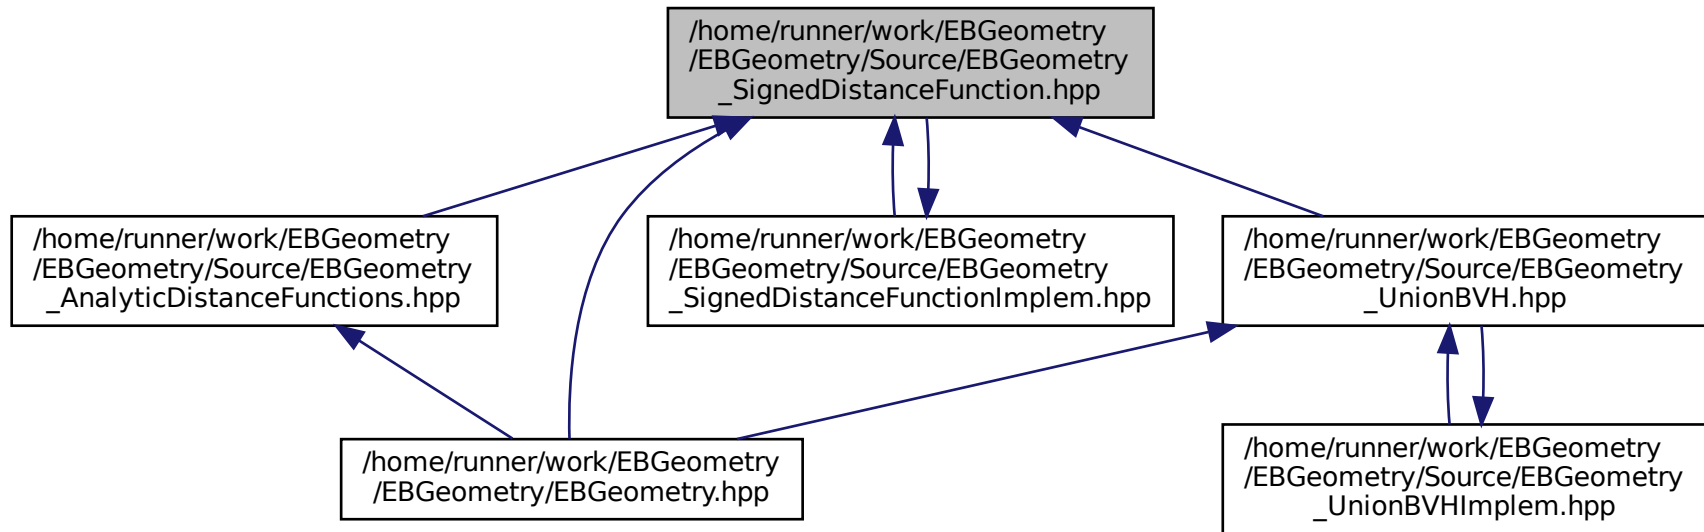 /home/runner/work/EBGeometry
/EBGeometry/Source/EBGeometry
_SignedDistanceFunction.hpp
/home/runner/work/EBGeometry
/EBGeometry/Source/EBGeometry
_AnalyticDistanceFunctions.hpp
/home/runner/work/EBGeometry
/EBGeometry/Source/EBGeometry
_SignedDistanceFunctionImplem.hpp
/home/runner/work/EBGeometry
/EBGeometry/Source/EBGeometry
_UnionBVH.hpp
/home/runner/work/EBGeometry
/EBGeometry/EBGeometry.hpp
/home/runner/work/EBGeometry
/EBGeometry/Source/EBGeometry
_UnionBVHImplem.hpp